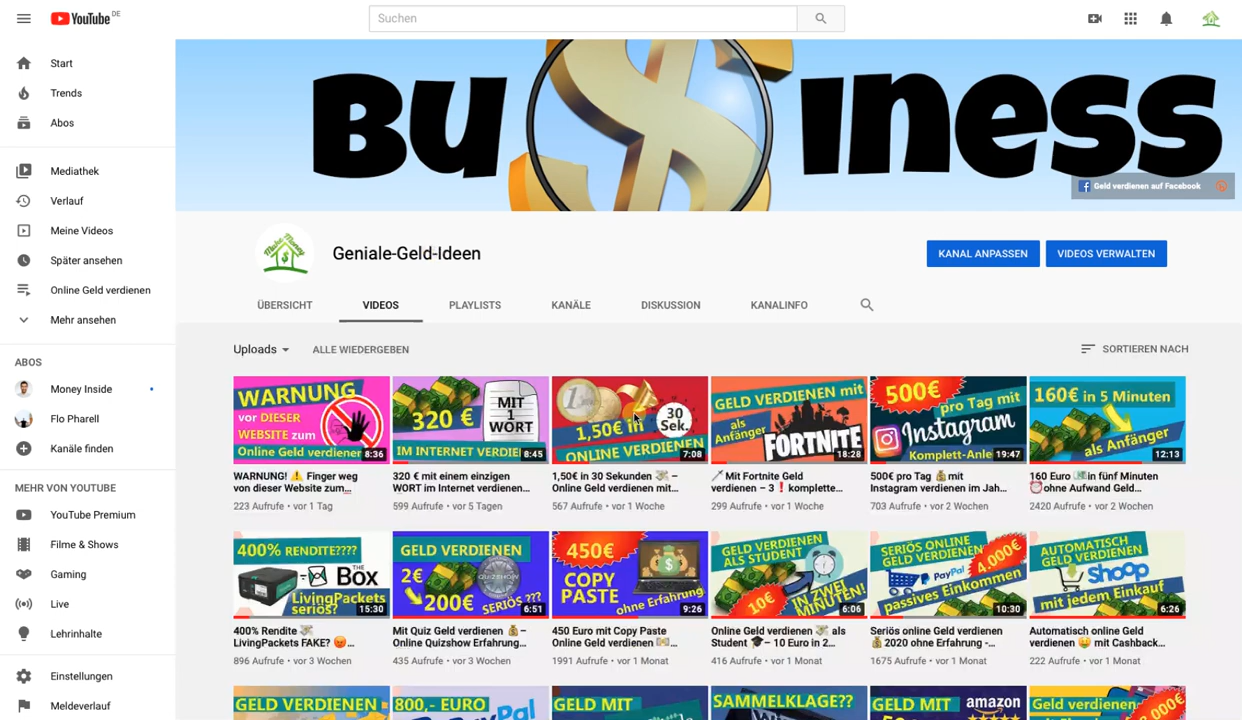 YouTube DE
Suchen
Start
Trends
Abos
Mediathek
Verlauf
Meine Videos
Später ansehen
Online Geld verdienen
Mehr ansehen
ABOS
Money Inside
Flo Pharell
Kanäle finden
MEHR VON YOUTUBE
YouTube Premium
Filme & Shows
Gaming
Live
Lehrinhalte
Einstellungen
Meldeverlauf
Bu$iness
Geld verdienen auf Facebook
Make Money
Geniale-Geld-Ideen
KANAL ANPASSEN
VIDEOS VERWALTEN
ÜBERSICHT
VIDEOS
PLAYLISTS
KANÄLE
DISKUSSION
KANALINFO
Uploads
ALLE WIEDERGEBEN
SORTIEREN NACH
WARNUNG
vor DIESER
WEBSITE zum
Online Geld verdienen
8:36
WARNUNG! ⚠️ Finger weg
von dieser Website zum...
223 Aufrufe • vor 1 Tag
320 €
MIT
1
WORT
IM INTERNET VERDIENEN
8:45
320 € mit einem einzigen
WORT im Internet verdienen...
599 Aufrufe • vor 5 Tagen
1
1,50€ in
30
Sek.
ONLINE VERDIENEN
7:08
1,50€ in 30 Sekunden 💸 –
Online Geld verdienen mit...
567 Aufrufe • vor 1 Woche
GELD VERDIENEN mit
als
Anfänger
FORTNITE
18:28
Mit Fortnite Geld
verdienen – 3❗ komplette...
299 Aufrufe • vor 1 Woche
500€
pro Tag mit
Instagram
Komplett-Anle
19:47
500€ pro Tag 💰mit
Instagram verdienen im Jah...
703 Aufrufe • vor 2 Wochen
160€ in 5 Minuten
als Anfänger
12:13
160 Euro 💵in fünf Minuten
⏰ohne Aufwand Geld...
2420 Aufrufe • vor 2 Wochen
400% RENDITE????
THE
BOX
LivingPackets
seriös?
15:30
400% Rendite 💸
LivingPackets FAKE? 😡...
896 Aufrufe • vor 3 Wochen
GELD VERDIENEN
2€
QUIZSHOW
200€
SERIÖS ???
6:51
Mit Quiz Geld verdienen 💰–
Online Quizshow Erfahrung...
435 Aufrufe • vor 3 Wochen
450€
COPY
PASTE
ohne Erfahrung
9:26
450 Euro mit Copy Paste
Online Geld verdienen 💴...
1991 Aufrufe • vor 1 Monat
GELD VERDIENEN
ALS STUDENT
10€
IN ZWEI
MINUTEN!
6:06
Online Geld verdienen 💸 als
Student 🎓– 10 Euro in 2...
416 Aufrufe • vor 1 Monat
SERIÖS ONLINE
GELD VERDIENEN
4.000€
PayPal
passives Einkommen
10:30
Seriös online Geld verdienen
💰2020 ohne Erfahrung -...
1675 Aufrufe • vor 1 Monat
AUTOMATISCH
GELD VERDIENEN
Shoop
mit jedem Einkauf
6:26
Automatisch online Geld
verdienen 🤑 mit Cashback...
222 Aufrufe • vor 1 Monat
GELD VERDIENEN
800,- EURO
PayPal
GELD MIT
SAMMELKLAGE??
GELD MIT
amazon
Geld verdienen